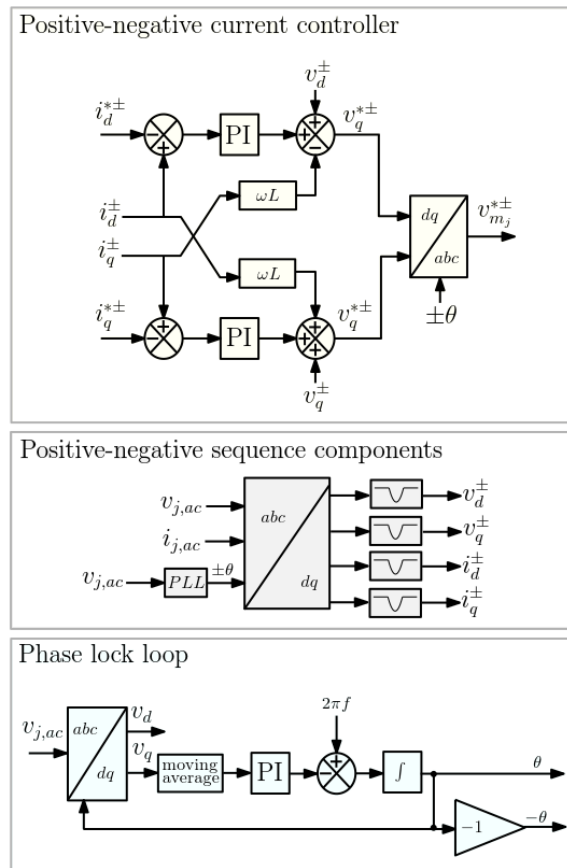 Positive-negative current controller
v_d^±
i_d^{*±}
PI
v_q^{*±}
ωL
i_d^±
dq
v_{m_j}^{*±}
i_q^±
abc
ωL
±θ
i_q^{*±}
PI
v_q^{*±}
v_q^±
Positive-negative sequence components
v_{j,ac}
v_d^±
abc
v_q^±
i_{j,ac}
i_d^±
v_{j,ac}
PLL
±θ
dq
i_q^±
Phase lock loop
2πf
v_{j,ac}
abc
v_d
v_q
dq
moving
average
PI
∫
θ
-1
-θ